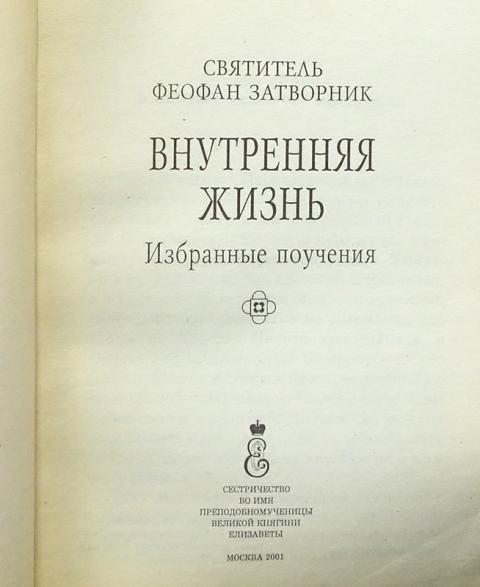 СВЯТИТЕЛЬ
ФЕОФАН ЗАТВОРНИК
ВНУТРЕННЯЯ
ЖИЗНЬ
Избранные поучения
Е
СЕСТРИЧЕСТВО
ВО ИМЯ
ПРЕПОДОБНОМУЧЕНИЦЫ
ВЕЛИКОЙ КНЯГИНИ
ЕЛИЗАВЕТЫ
МОСКВА 2001